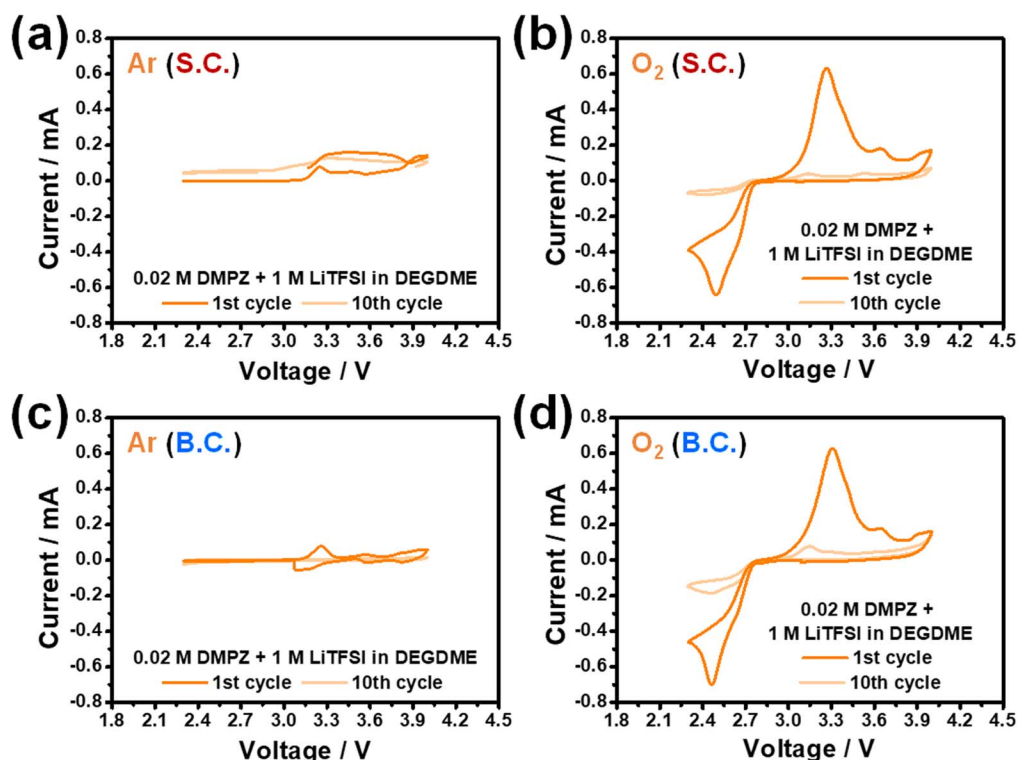 (a)
Ar (S.C.)
Current / mA
0.8
0.6
0.4
0.2
0.0
-0.2
-0.4
-0.6
-0.8
0.02 M DMPZ + 1 M LiTFSI in DEGDME
1st cycle 10th cycle
1.8 2.1 2.4 2.7 3.0 3.3 3.6 3.9 4.2 4.5
Voltage / V
(b)
O2 (S.C.)
Current / mA
0.8
0.6
0.4
0.2
0.0
-0.2
-0.4
-0.6
-0.8
0.02 M DMPZ +
1 M LiTFSI in DEGDME
1st cycle
10th cycle
1.8 2.1 2.4 2.7 3.0 3.3 3.6 3.9 4.2 4.5
Voltage / V
(c)
Ar (B.C.)
Current / mA
0.8
0.6
0.4
0.2
0.0
-0.2
-0.4
-0.6
-0.8
0.02 M DMPZ + 1 M LiTFSI in DEGDME
1st cycle 10th cycle
1.8 2.1 2.4 2.7 3.0 3.3 3.6 3.9 4.2 4.5
Voltage / V
(d)
O2 (B.C.)
Current / mA
0.8
0.6
0.4
0.2
0.0
-0.2
-0.4
-0.6
-0.8
0.02 M DMPZ +
1 M LiTFSI in DEGDME
1st cycle
10th cycle
1.8 2.1 2.4 2.7 3.0 3.3 3.6 3.9 4.2 4.5
Voltage / V